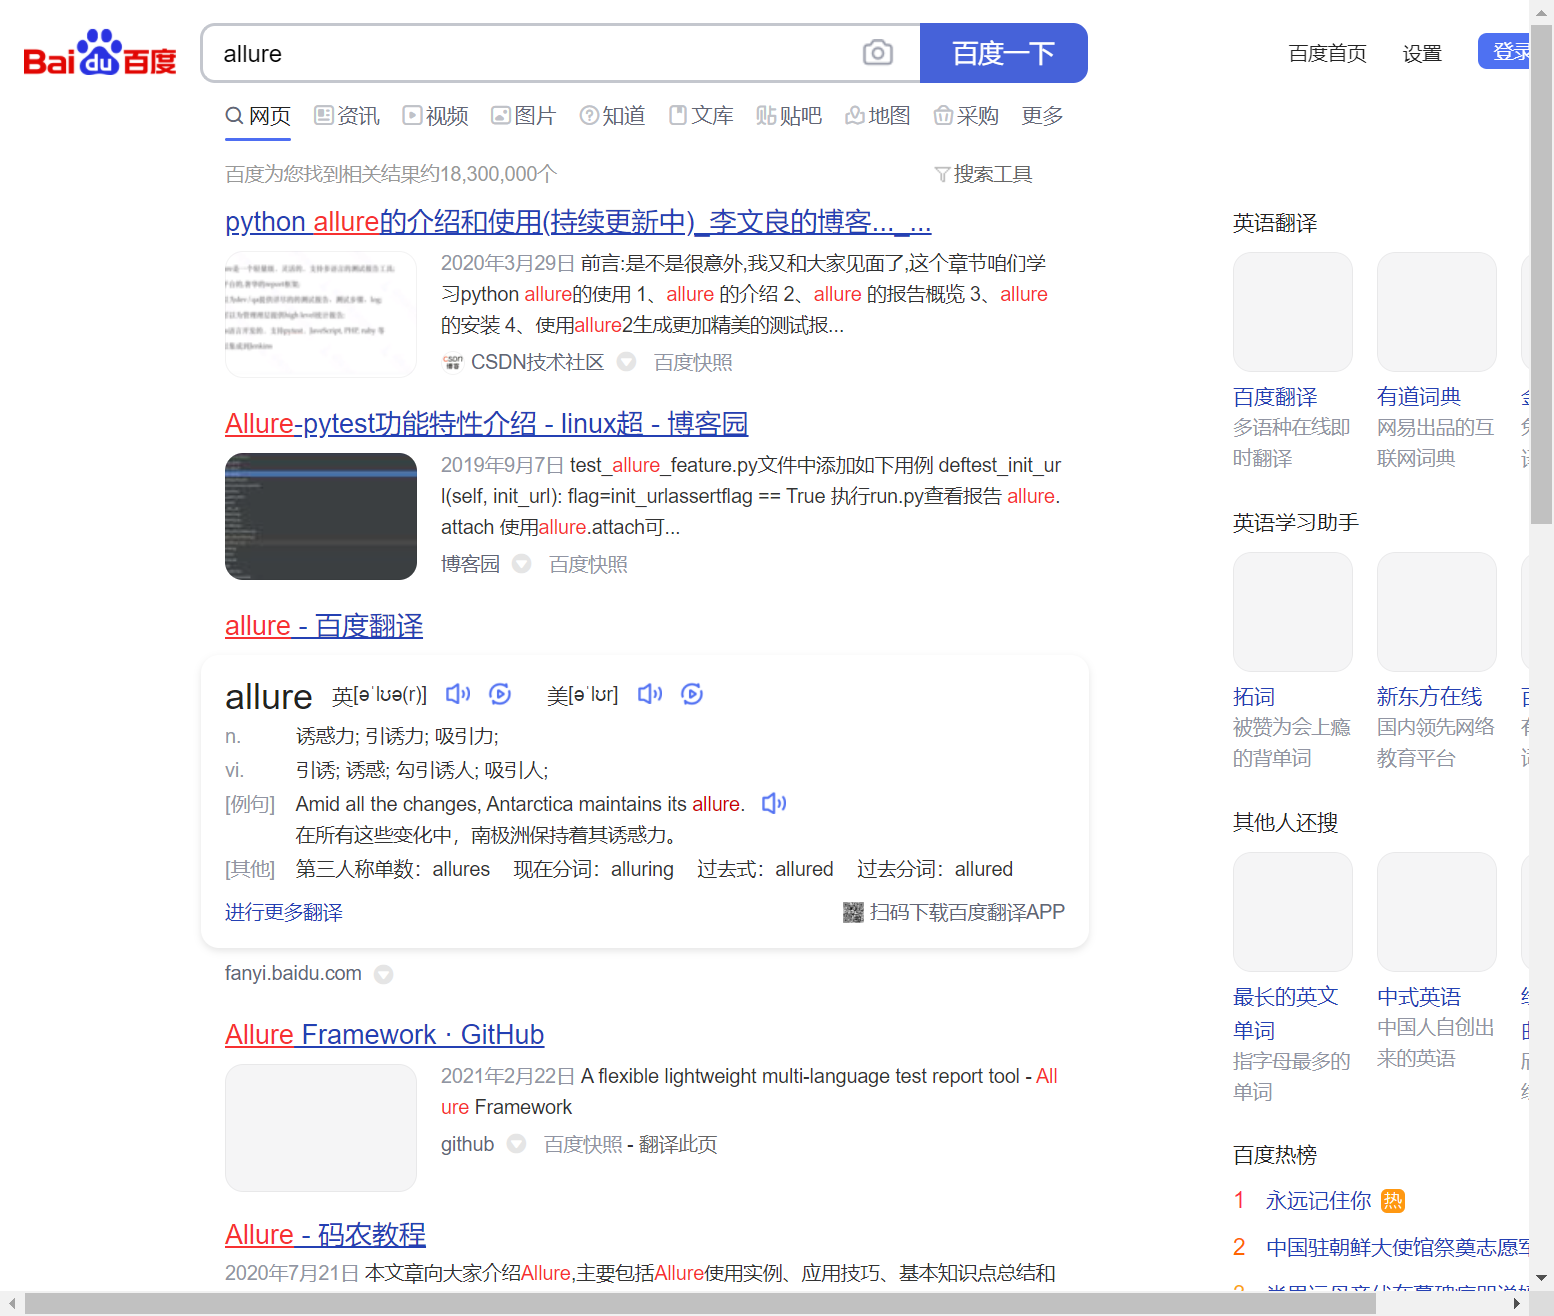 Bai du 百度
allure
百度一下
百度首页 设置 登录
网页 资讯 视频 图片 知道 文库 贴吧 地图 采购 更多
百度为您找到相关结果约18,300,000个 搜索工具
python allure的介绍和使用(持续更新中)_李文良的博客..._...
2020年3月29日 前言:是不是很意外,我又和大家见面了,这个章节咱们学
习python allure的使用 1、allure 的介绍 2、allure 的报告概览 3、allure
的安装 4、使用allure2生成更加精美的测试报...
CSDN技术社区 百度快照
Allure-pytest功能特性介绍 - linux超 - 博客园
2019年9月7日 test_allure_feature.py文件中添加如下用例 deftest_init_ur
l(self, init_url): flag=init_urlassertflag == True 执行run.py查看报告 allure.
attach 使用allure.attach可...
博客园 百度快照
allure - 百度翻译
allure 英[əˈlʊə(r)] 美[əˈlʊr]
n. 诱惑力; 引诱力; 吸引力;
vi. 引诱; 诱惑; 勾引诱人; 吸引人;
[例句] Amid all the changes, Antarctica maintains its allure.
在所有这些变化中，南极洲保持着其诱惑力。
[其他] 第三人称单数：allures 现在分词：alluring 过去式：allured 过去分词：allured
进行更多翻译 扫码下载百度翻译APP
fanyi.baidu.com
Allure Framework · GitHub
2021年2月22日 A flexible lightweight multi-language test report tool - All
ure Framework
github 百度快照 - 翻译此页
Allure - 码农教程
2020年7月21日 本文章向大家介绍Allure,主要包括Allure使用实例、应用技巧、基本知识点总结和
英语翻译
百度翻译 有道词典
多语种在线即 网易出品的互
时翻译 联网词典
英语学习助手
拓词 新东方在线
被赞为会上瘾 国内领先网络
的背单词 教育平台
其他人还搜
最长的英文 中式英语
单词 中国人自创出
指字母最多的 来的英语
单词
百度热榜
1 永远记住你 热
2 中国驻朝鲜大使馆祭奠志愿军